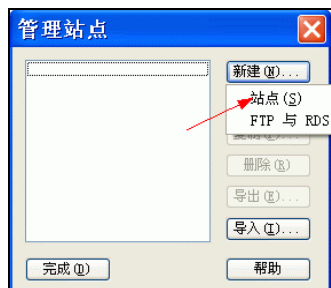 管理站点
新建(N)...
站点(S)
FTP 与 RDS
删除(R)
导出(E)...
导入(I)...
完成(D)
帮助